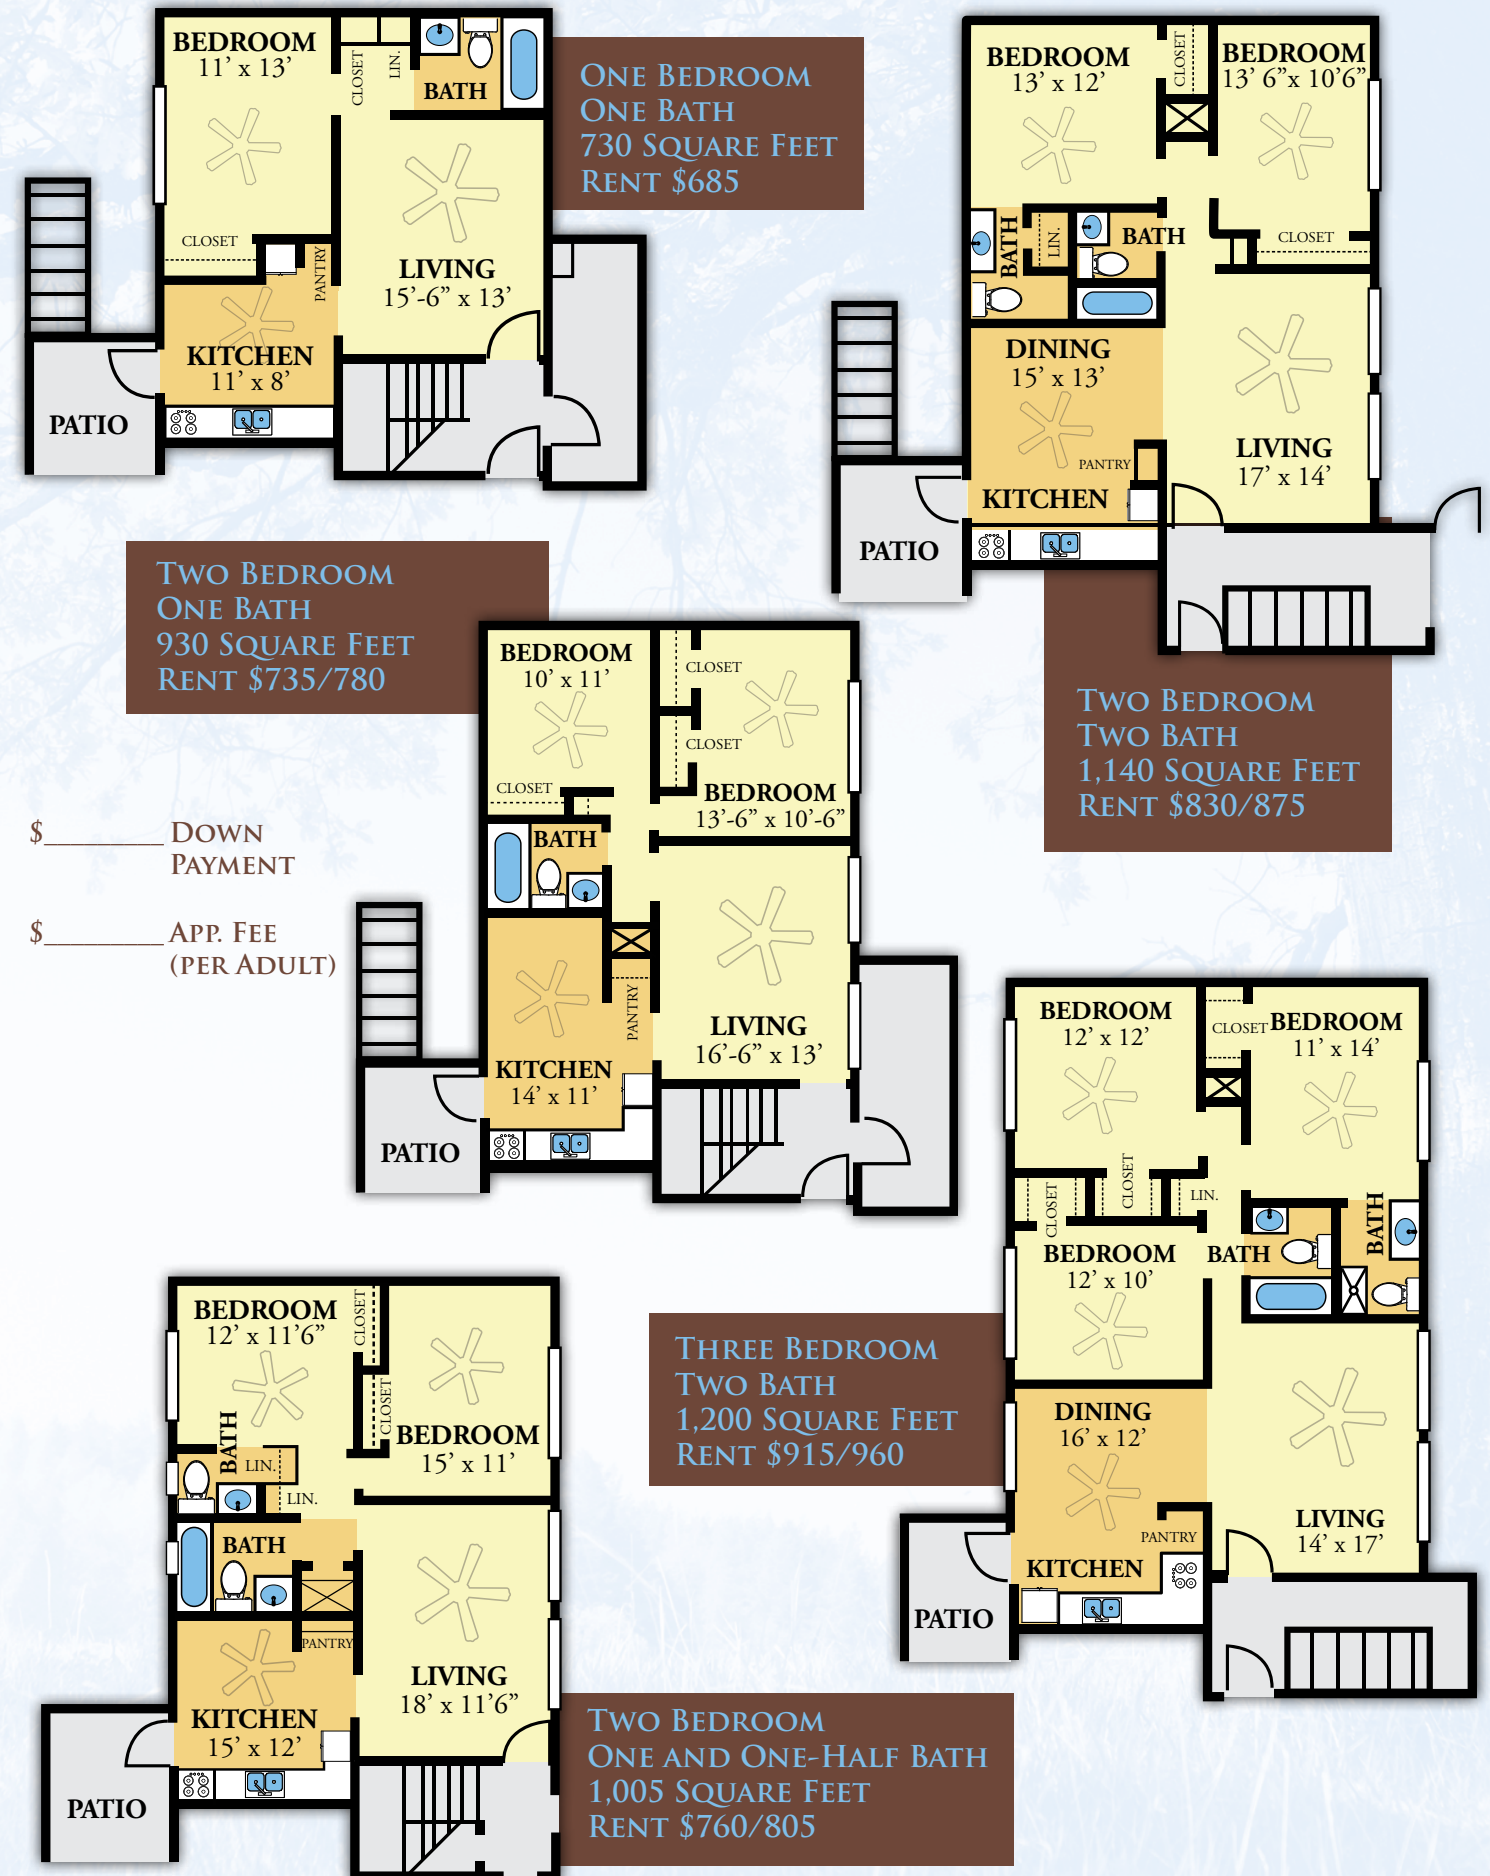 BEDROOM
11’ x 13’
CLOSET
LIN.
BATH
CLOSET
PANTRY
LIVING
15’-6” x 13’
KITCHEN
11’ x 8’
PATIO
One Bedroom
One Bath
730 Square Feet
Rent $685
BEDROOM
13’ x 12’
CLOSET
BEDROOM
13’ 6”x 10’6”
BATH
LIN.
BATH
CLOSET
DINING
15’ x 13’
PANTRY
KITCHEN
LIVING
17’ x 14’
PATIO
Two Bedroom
Two Bath
1,140 Square Feet
Rent $830/875
Two Bedroom
One Bath
930 Square Feet
Rent $735/780
BEDROOM
10’ x 11’
CLOSET
CLOSET
CLOSET
BEDROOM
13’-6” x 10’-6”
BATH
PANTRY
LIVING
16’-6” x 13’
KITCHEN
14’ x 11’
PATIO
$_________ Down
Payment
$_________ App. Fee
(per Adult)
BEDROOM
12’ x 12’
CLOSET
BEDROOM
11’ x 14’
CLOSET
CLOSET
LIN.
BATH
BATH
BEDROOM
12’ x 10’
DINING
16’ x 12’
PANTRY
KITCHEN
LIVING
14’ x 17’
PATIO
Three Bedroom
Two Bath
1,200 Square Feet
Rent $915/960
BEDROOM
12’ x 11’6”
CLOSET
CLOSET
BEDROOM
15’ x 11’
BATH
LIN.
LIN.
BATH
PANTRY
LIVING
18’ x 11’6”
KITCHEN
15’ x 12’
PATIO
Two Bedroom
One and One-Half Bath
1,005 Square Feet
Rent $760/805